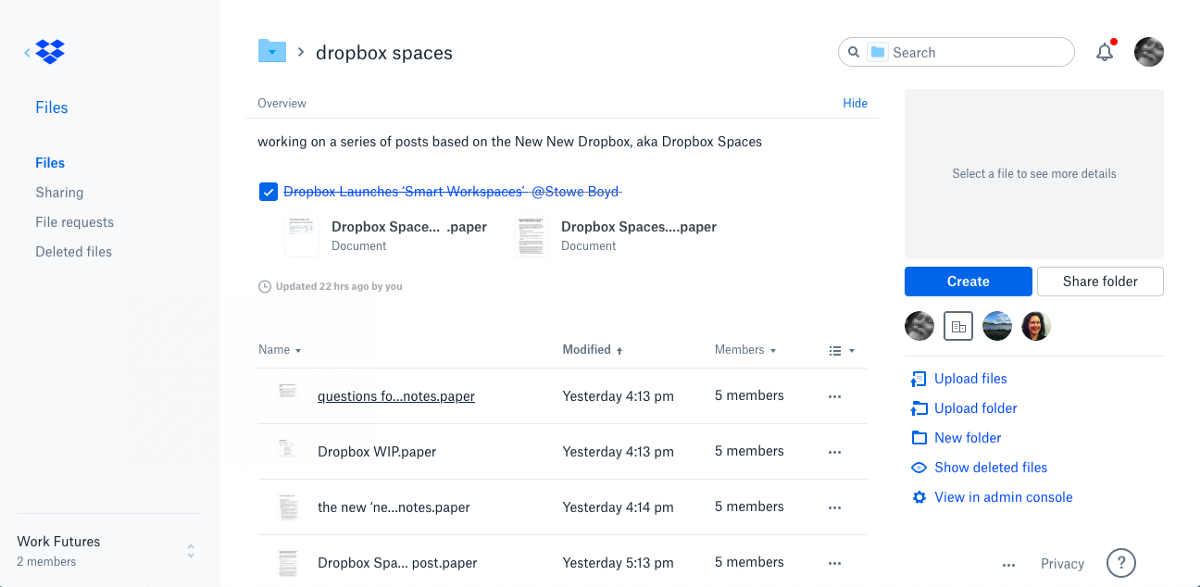 dropbox spaces
Search
Files
Files
Sharing
File requests
Deleted files
Work Futures
2 members
Overview
Hide
working on a series of posts based on the New New Dropbox, aka Dropbox Spaces
Dropbox Launches ‘Smart Workspaces’ @Stowe Boyd
Dropbox Space... .paper
Document
Dropbox Spaces....paper
Document
Updated 22 hrs ago by you
Name
Modified
Members
questions fo...notes.paper
Yesterday 4:13 pm
5 members
Dropbox WIP.paper
Yesterday 4:13 pm
5 members
the new ’ne...notes.paper
Yesterday 4:14 pm
5 members
Dropbox Spa... post.paper
Yesterday 5:13 pm
5 members
Select a file to see more details
Create
Share folder
Upload files
Upload folder
New folder
Show deleted files
View in admin console
Privacy
?